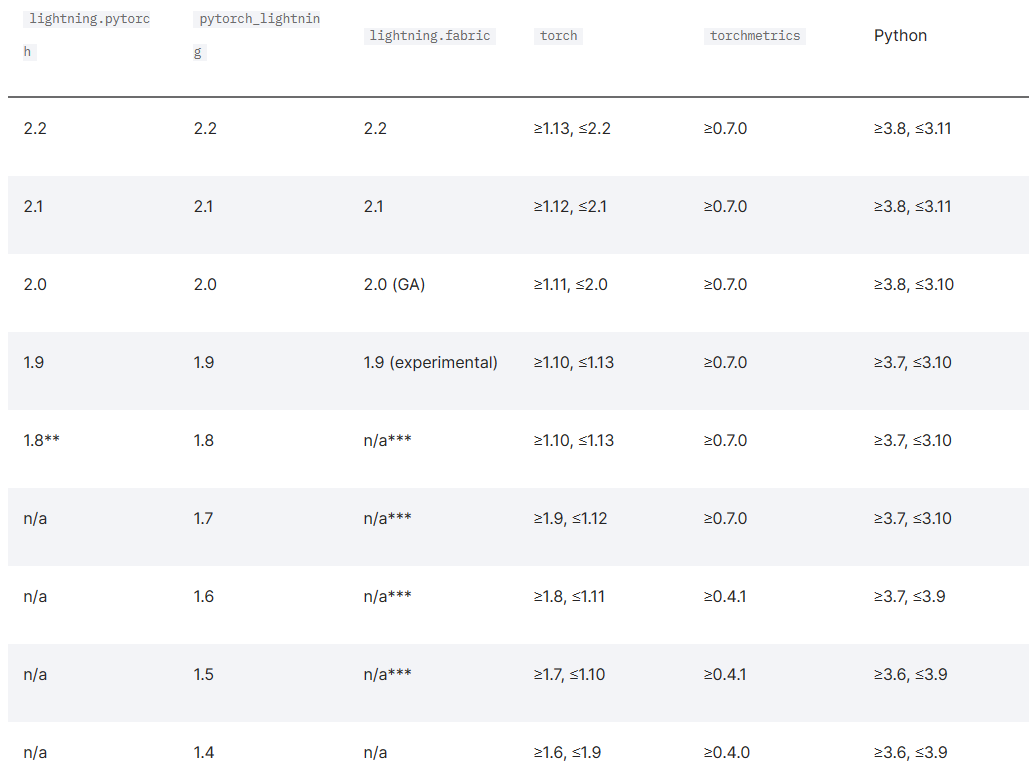 lightning.pytorc pytorch_lightnin
h g lightning.fabric torch torchmetrics Python
2.2 2.2 2.2 ≥1.13, ≤2.2 ≥0.7.0 ≥3.8, ≤3.11
2.1 2.1 2.1 ≥1.12, ≤2.1 ≥0.7.0 ≥3.8, ≤3.11
2.0 2.0 2.0 (GA) ≥1.11, ≤2.0 ≥0.7.0 ≥3.8, ≤3.10
1.9 1.9 1.9 (experimental) ≥1.10, ≤1.13 ≥0.7.0 ≥3.7, ≤3.10
1.8** 1.8 n/a*** ≥1.10, ≤1.13 ≥0.7.0 ≥3.7, ≤3.10
n/a 1.7 n/a*** ≥1.9, ≤1.12 ≥0.7.0 ≥3.7, ≤3.10
n/a 1.6 n/a*** ≥1.8, ≤1.11 ≥0.4.1 ≥3.7, ≤3.9
n/a 1.5 n/a*** ≥1.7, ≤1.10 ≥0.4.1 ≥3.6, ≤3.9
n/a 1.4 n/a ≥1.6, ≤1.9 ≥0.4.0 ≥3.6, ≤3.9